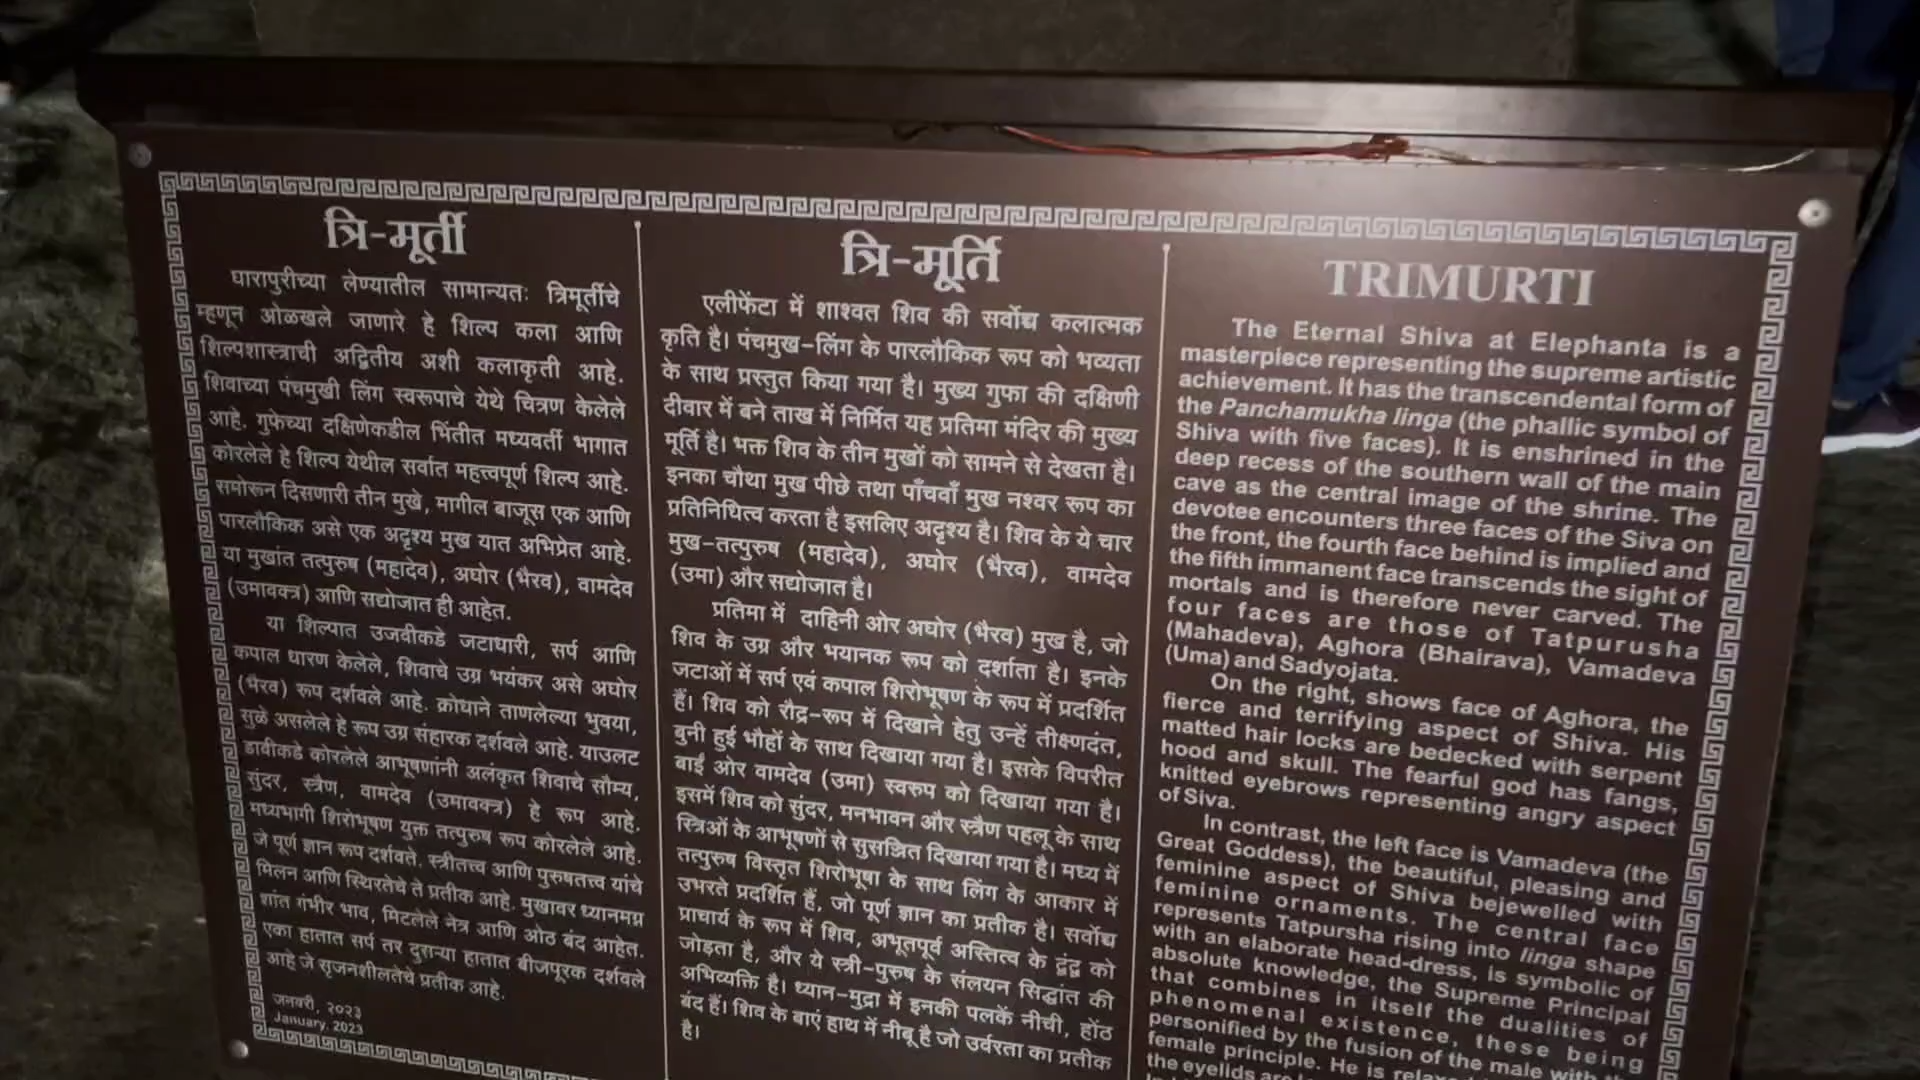 त्रि-मूर्ती
धारापुरीच्या लेण्यातील सामान्यतः त्रिमूर्तीचे
म्हणून ओळखले जाणारे हे शिल्प कला आणि
शिल्पशास्त्राची अद्वितीय अशी कलाकृती आहे.
शिवाच्या पंचमुखी लिंग स्वरूपाचे येथे चित्रण केलेले
आहे. गुफेच्या दक्षिणेकडील भिंतीत मध्यवर्ती भागात
कोरलेले हे शिल्प येथील सर्वात महत्त्वपूर्ण शिल्प आहे.
समोरून दिसणारी तीन मुखे, मागील बाजूस एक आणि
पारलौकिक असे एक अदृश्य मुख यात अभिप्रेत आहे.
या मुखांत तत्पुरुष (महादेव), अघोर (भैरव), वामदेव
(उमावक्त्र) आणि सद्योजात ही आहेत.
या शिल्पात उजवीकडे जटाधारी, सर्प आणि
कपाल धारण केलेले, शिवाचे उग्र भयंकर असे अघोर
(भैरव) रूप दर्शवले आहे. क्रोधाने ताणलेल्या भुवया,
सुळे असलेले हे रूप उग्र संहारक दर्शवले आहे. याउलट
डावीकडे कोरलेले आभूषणांनी अलंकृत शिवाचे सौम्य,
सुंदर, स्त्रैण, वामदेव (उमावक्त्र) हे रूप आहे.
मध्यभागी शिरोभूषण युक्त तत्पुरुष रूप कोरलेले आहे.
जे पूर्ण ज्ञान रूप दर्शवते. स्त्रीतत्त्व आणि पुरुषतत्त्व यांचे
मिलन आणि स्थिरतेचे ते प्रतीक आहे. मुखावर ध्यानमग्न
शांत गंभीर भाव, मिटलेले नेत्र आणि ओठ बंद आहेत.
एका हातात सर्प तर दुसऱ्या हातात बीजपूरक दर्शवले
आहे जे सृजनशीलतेचे प्रतीक आहे.
जनवरी, २०२३
January, 2023
त्रि-मूर्ति
एलीफेंटा में शाश्वत शिव की सर्वोच्च कलात्मक
कृति है। पंचमुख-लिंग के पारलौकिक रूप को भव्यता
के साथ प्रस्तुत किया गया है। मुख्य गुफा की दक्षिणी
दीवार में बने ताख में निर्मित यह प्रतिमा मंदिर की मुख्य
मूर्ति है। भक्त शिव के तीन मुखों को सामने से देखता है।
इनका चौथा मुख पीछे तथा पाँचवाँ मुख नश्वर रूप का
प्रतिनिधित्व करता है इसलिए अदृश्य है। शिव के ये चार
मुख-तत्पुरुष (महादेव), अघोर (भैरव), वामदेव
(उमा) और सद्योजात है।
प्रतिमा में दाहिनी ओर अघोर (भैरव) मुख है, जो
शिव के उग्र और भयानक रूप को दर्शाता है। इनके
जटाओं में सर्प एवं कपाल शिरोभूषण के रूप में प्रदर्शित
हैं। शिव को रौद्र-रूप में दिखाने हेतु उन्हें तीक्ष्णदंत,
बुनी हुई भौहों के साथ दिखाया गया है। इसके विपरीत
बाईं ओर वामदेव (उमा) स्वरुप को दिखाया गया है।
इसमें शिव को सुंदर, मनभावन और स्त्रैण पहलू के साथ
स्त्रिओं के आभूषणों से सुसज्जित दिखाया गया है। मध्य में
तत्पुरुष विस्तृत शिरोभूषा के साथ लिंग के आकार में
उभरते प्रदर्शित हैं, जो पूर्ण ज्ञान का प्रतीक है। सर्वोच्च
प्राचार्य के रूप में शिव, अभूतपूर्व अस्तित्व के द्वंद्व को
जोड़ता है, और ये स्त्री-पुरुष के संलयन सिद्धांत की
अभिव्यक्ति है। ध्यान-मुद्रा में इनकी पलकें नीची, होंठ
बंद हैं। शिव के बाएं हाथ में नीबू है जो उर्वरता का प्रतीक
है।
TRIMURTI
The Eternal Shiva at Elephanta is a
masterpiece representing the supreme artistic
achievement. It has the transcendental form of
the Panchamukha linga (the phallic symbol of
Shiva with five faces). It is enshrined in the
deep recess of the southern wall of the main
cave as the central image of the shrine. The
devotee encounters three faces of the Siva on
the front, the fourth face behind is implied and
the fifth immanent face transcends the sight of
mortals and is therefore never carved. The
four faces are those of Tatpurusha
(Mahadeva), Aghora (Bhairava), Vamadeva
(Uma) and Sadyojata.
On the right, shows face of Aghora, the
fierce and terrifying aspect of Shiva. His
matted hair locks are bedecked with serpent
hood and skull. The fearful god has fangs,
knitted eyebrows representing angry aspect
of Siva.
In contrast, the left face is Vamadeva (the
Great Goddess), the beautiful, pleasing and
feminine aspect of Shiva bejewelled with
feminine ornaments. The central face
represents Tatpursha rising into linga shape
with an elaborate head-dress, is symbolic of
absolute knowledge, the Supreme Principal
that combines in itself the dualities of
phenomenal existence, these being
personified by the fusion of the male with the
female principle. He is
the eyelids are